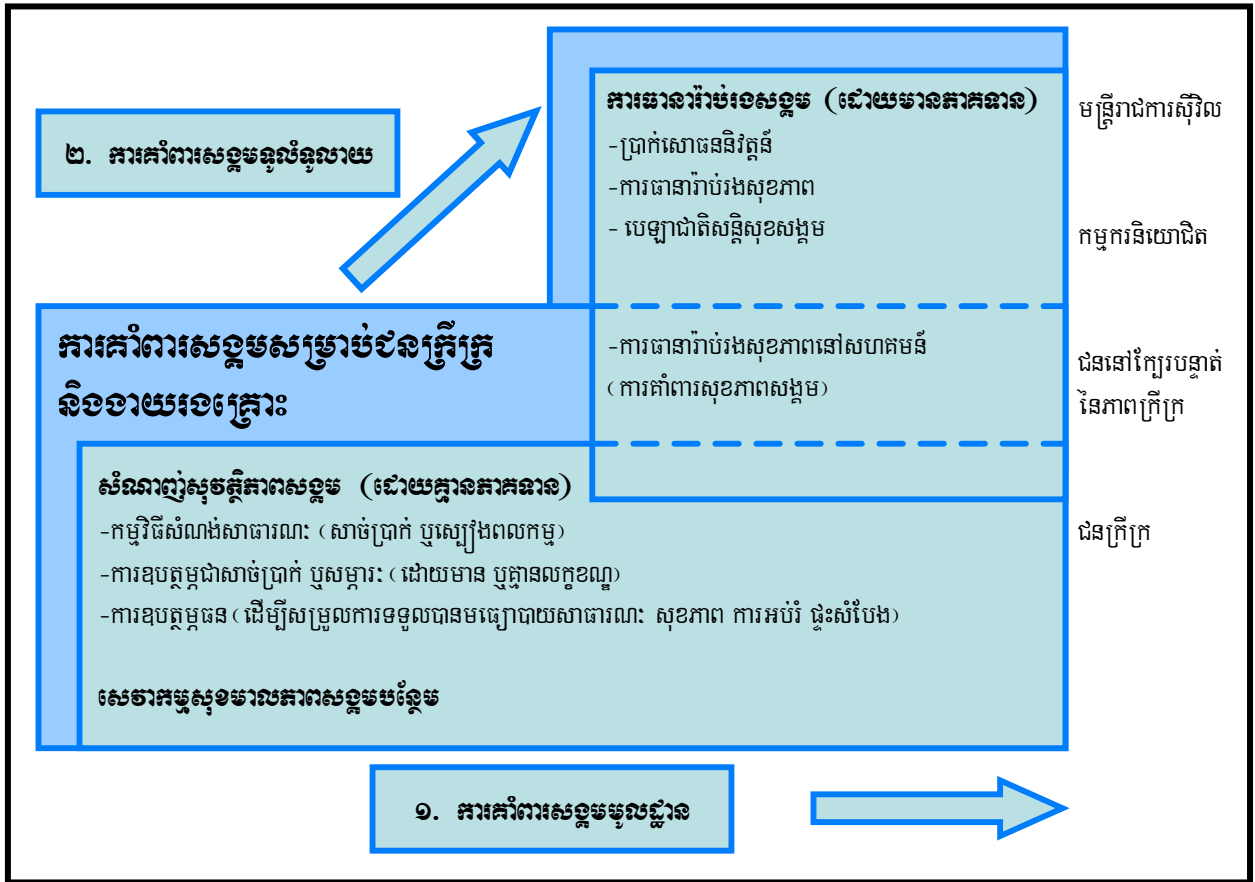 ការធានារ៉ាប់រងសង្គម (ដោយមានភាគទាន)
-ប្រាក់សោធននិវត្តន៍
-ការធានារ៉ាប់រងសុខភាព
- បេឡាជាតិសន្តិសុខសង្គម
មន្ត្រីរាជការស៊ីវិល
កម្មករនិយោជិត
២. ការគាំពារសង្គមទូលំទូលាយ
ការគាំពារសង្គមសម្រាប់ជនក្រីក្រ
និងងាយរងគ្រោះ
-ការធានារ៉ាប់រងសុខភាពនៅសហគមន៍
(ការគាំពារសុខភាពសង្គម)
ជននៅក្បែរបន្ទាត់
នៃភាពក្រីក្រ
សំណាញ់សុវត្ថិភាពសង្គម (ដោយគ្មានភាគទាន)
-កម្មវិធីសំណង់សាធារណៈ (សាច់ប្រាក់ ឬស្បៀងពលកម្ម)
-ការឧបត្ថម្ភជាសាច់ប្រាក់ ឬសម្ភារៈ (ដោយមាន ឬគ្មានលក្ខខណ្ឌ)
-ការឧបត្ថម្ភធន (ដើម្បីសម្រួលការទទួលបានមធ្យោបាយសាធារណៈ សុខភាព ការអប់រំ ផ្ទះសំបែង)
ជនក្រីក្រ
សេវាកម្មសុខមាលភាពសង្គមបន្ថែម
១. ការគាំពារសង្គមមូលដ្ឋាន